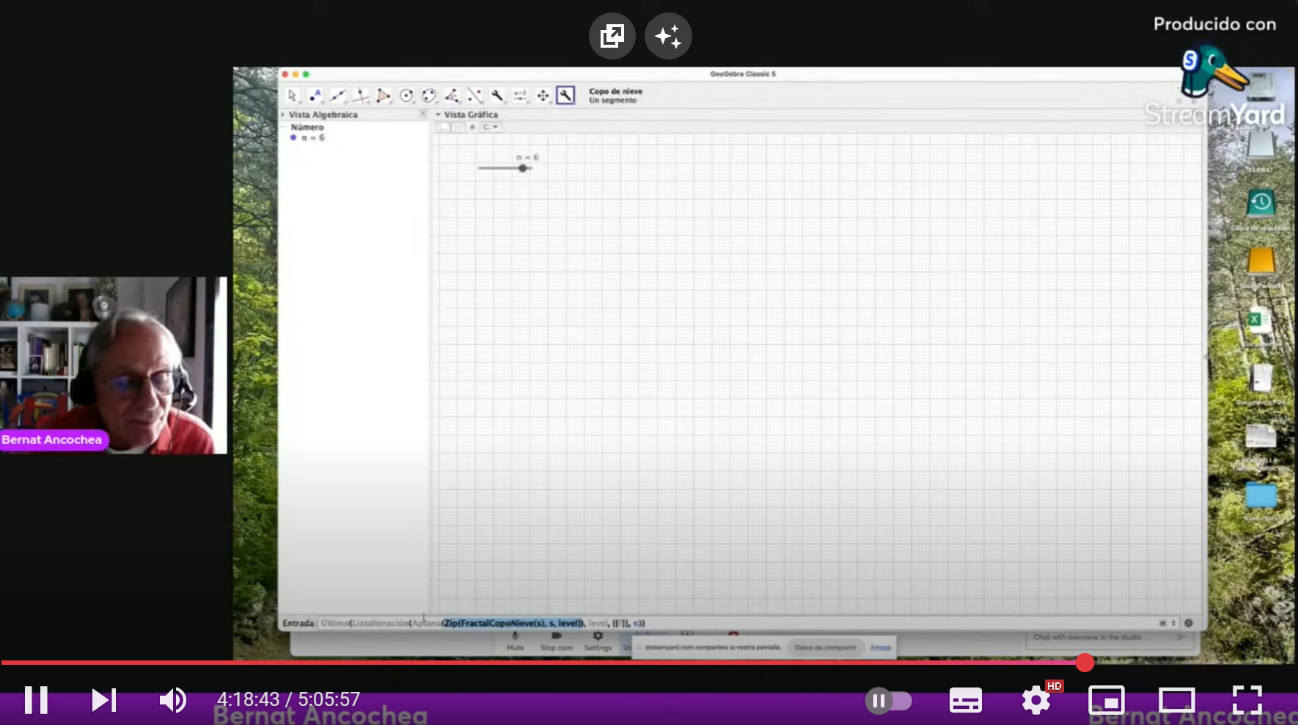 Producido con
StreamYard
GeoGebra Classic 5
Copo de nieve
Un segmento
Vista Algebraica
Vista Gráfica
Número
n = 6
n = 6
Bernat Ancochea
Entrada: Último(ListaIteración(Aplana(Zip(FractalCopoNieve(s), s, level)), level, {{f}}, n))
Mute
Stop cam
Settings
streamyard.com comparteix la vostra pantalla.
Deixa de compartir
Amaga
Chat with everyone in the studio
HD
4:18:43 / 5:05:57
Bernat Ancochea
Bernat Ancochea